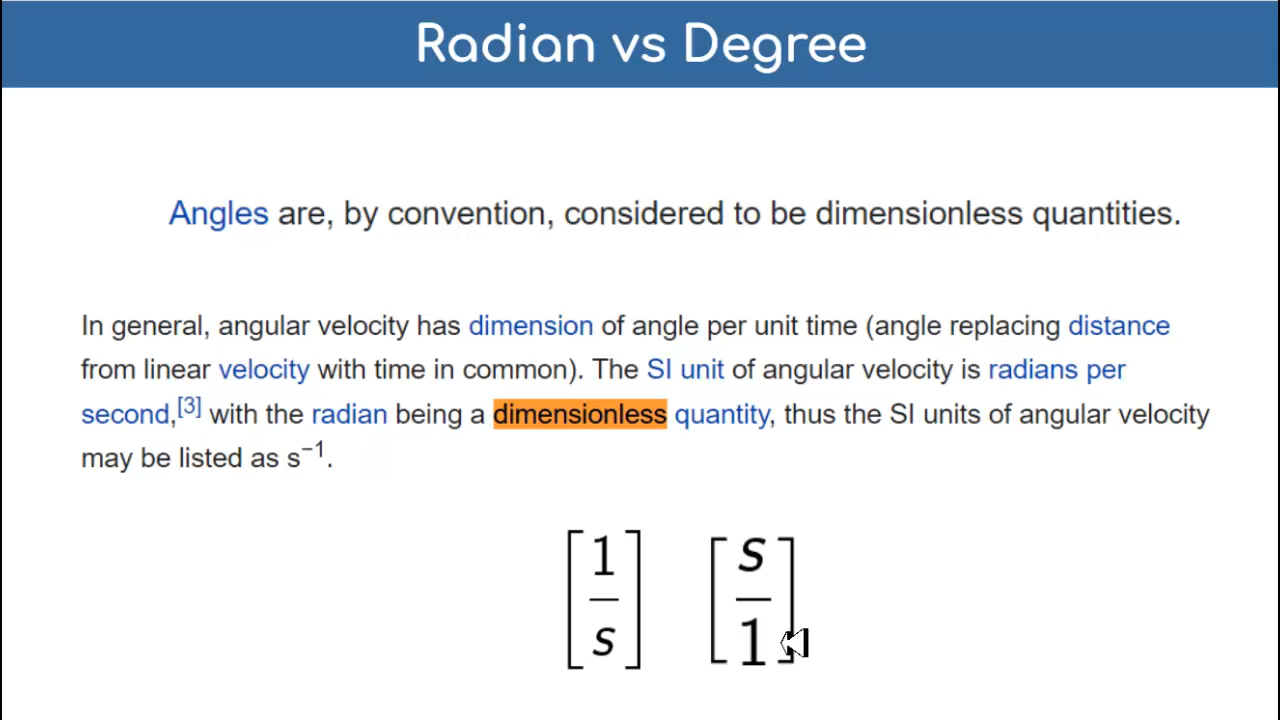 Radian vs Degree
Angles are, by convention, considered to be dimensionless quantities.
In general, angular velocity has dimension of angle per unit time (angle replacing distance
from linear velocity with time in common). The SI unit of angular velocity is radians per
second,[3] with the radian being a dimensionless quantity, thus the SI units of angular velocity
may be listed as s⁻¹.
[1/s] [s/1]